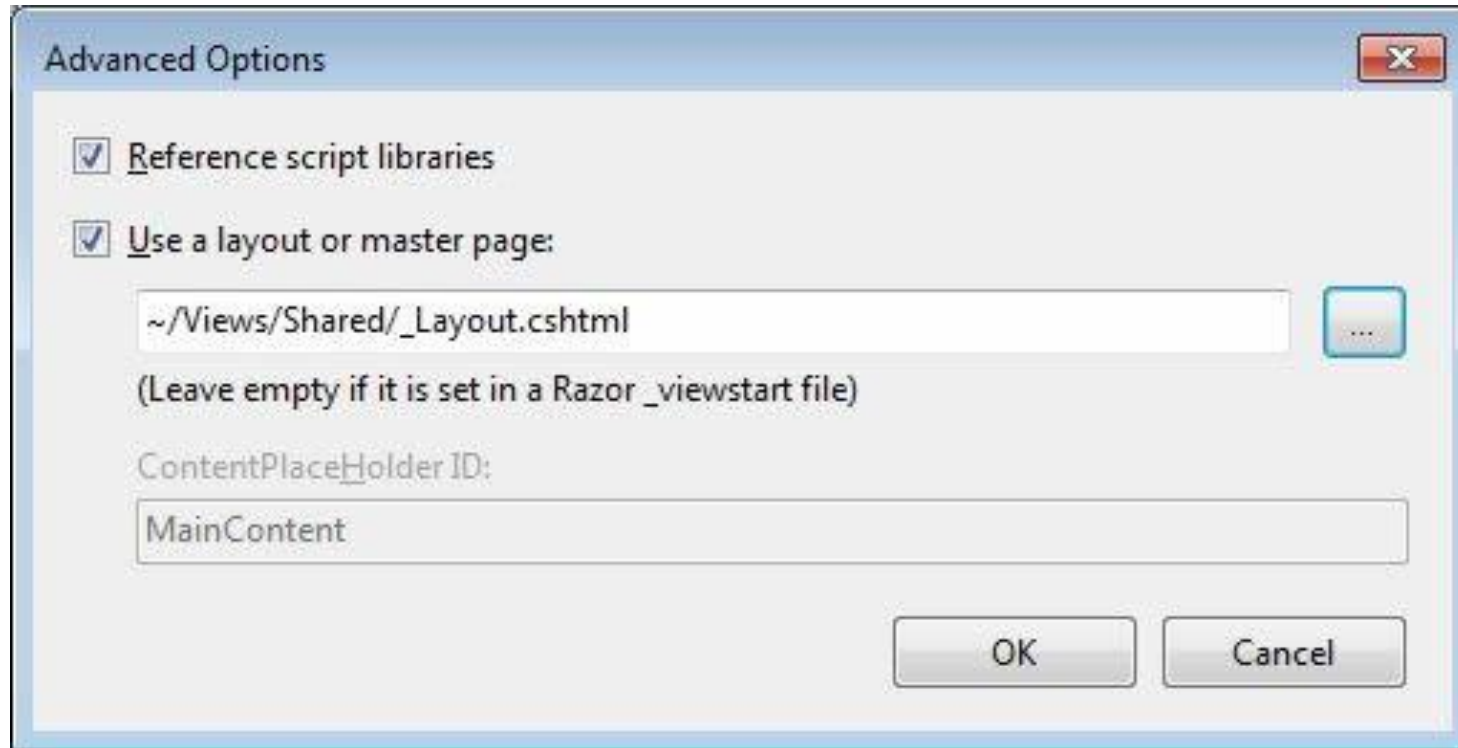 Advanced Options
Reference script libraries
Use a layout or master page:
~/Views/Shared/_Layout.cshtml
...
(Leave empty if it is set in a Razor _viewstart file)
ContentPlaceHolder ID:
MainContent
OK
Cancel